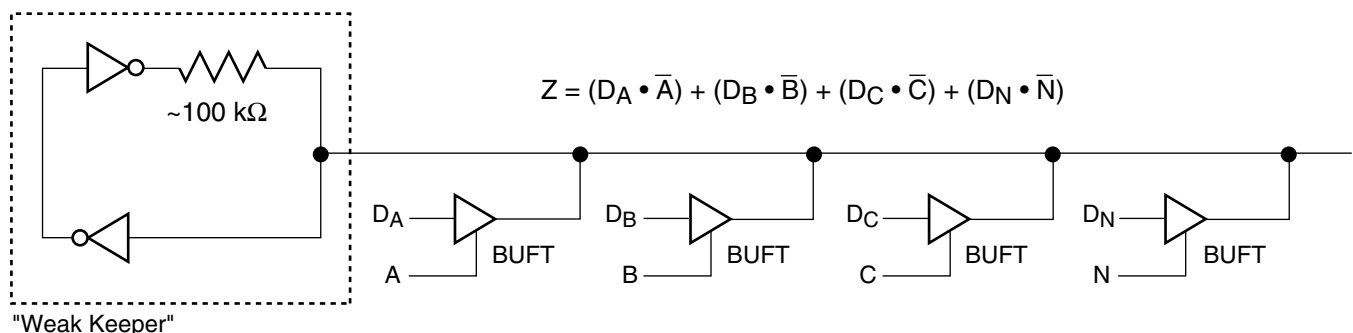 ~100 kΩ
Z = (D_A • A̅) + (D_B • B̅) + (D_C • C̅) + (D_N • N̅)
D_A
BUFT
A
D_B
BUFT
B
D_C
BUFT
C
D_N
BUFT
N
"Weak Keeper"